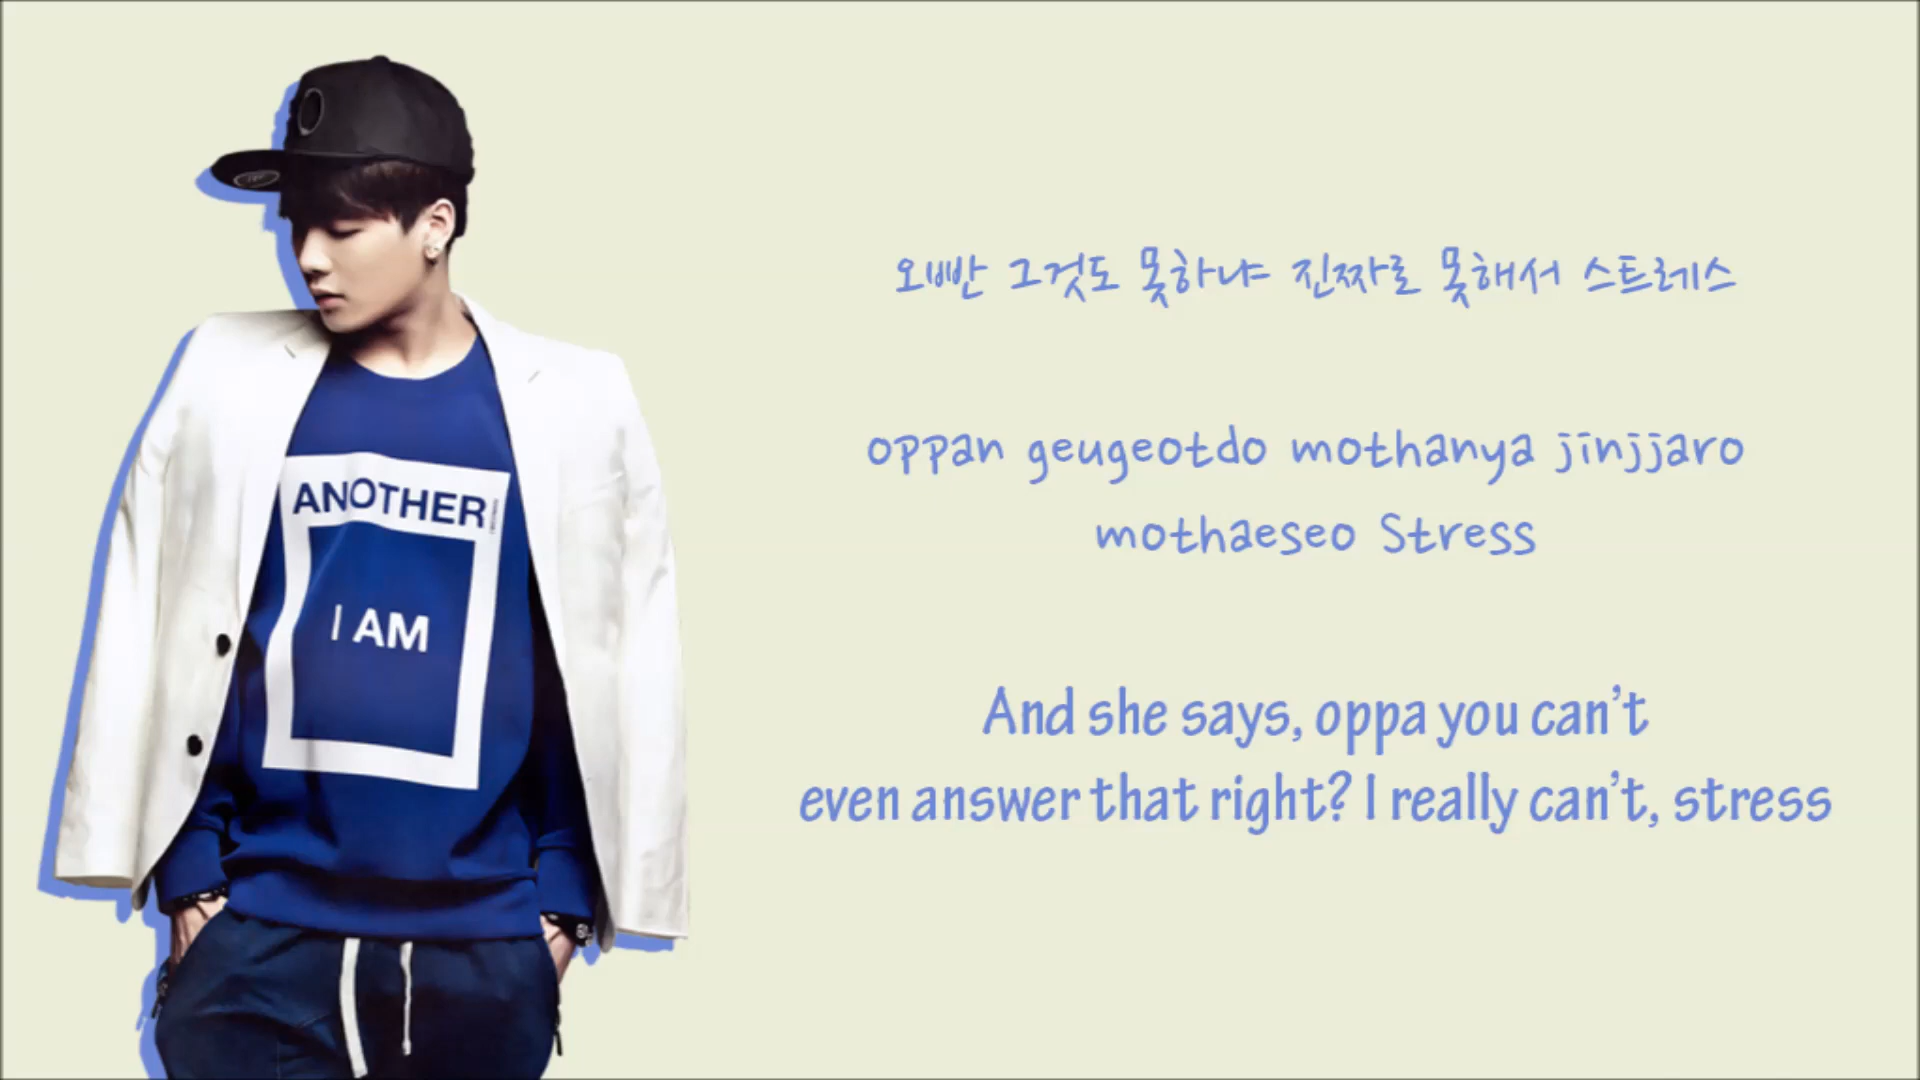 ANOTHER
I AM
오빤 그것도 못하냐 진짜로 못해서 스트레스
oppan geugeotdo mothanya jinjjaro
mothaeseo Stress
And she says, oppa you can't
even answer that right? I really can't, stress